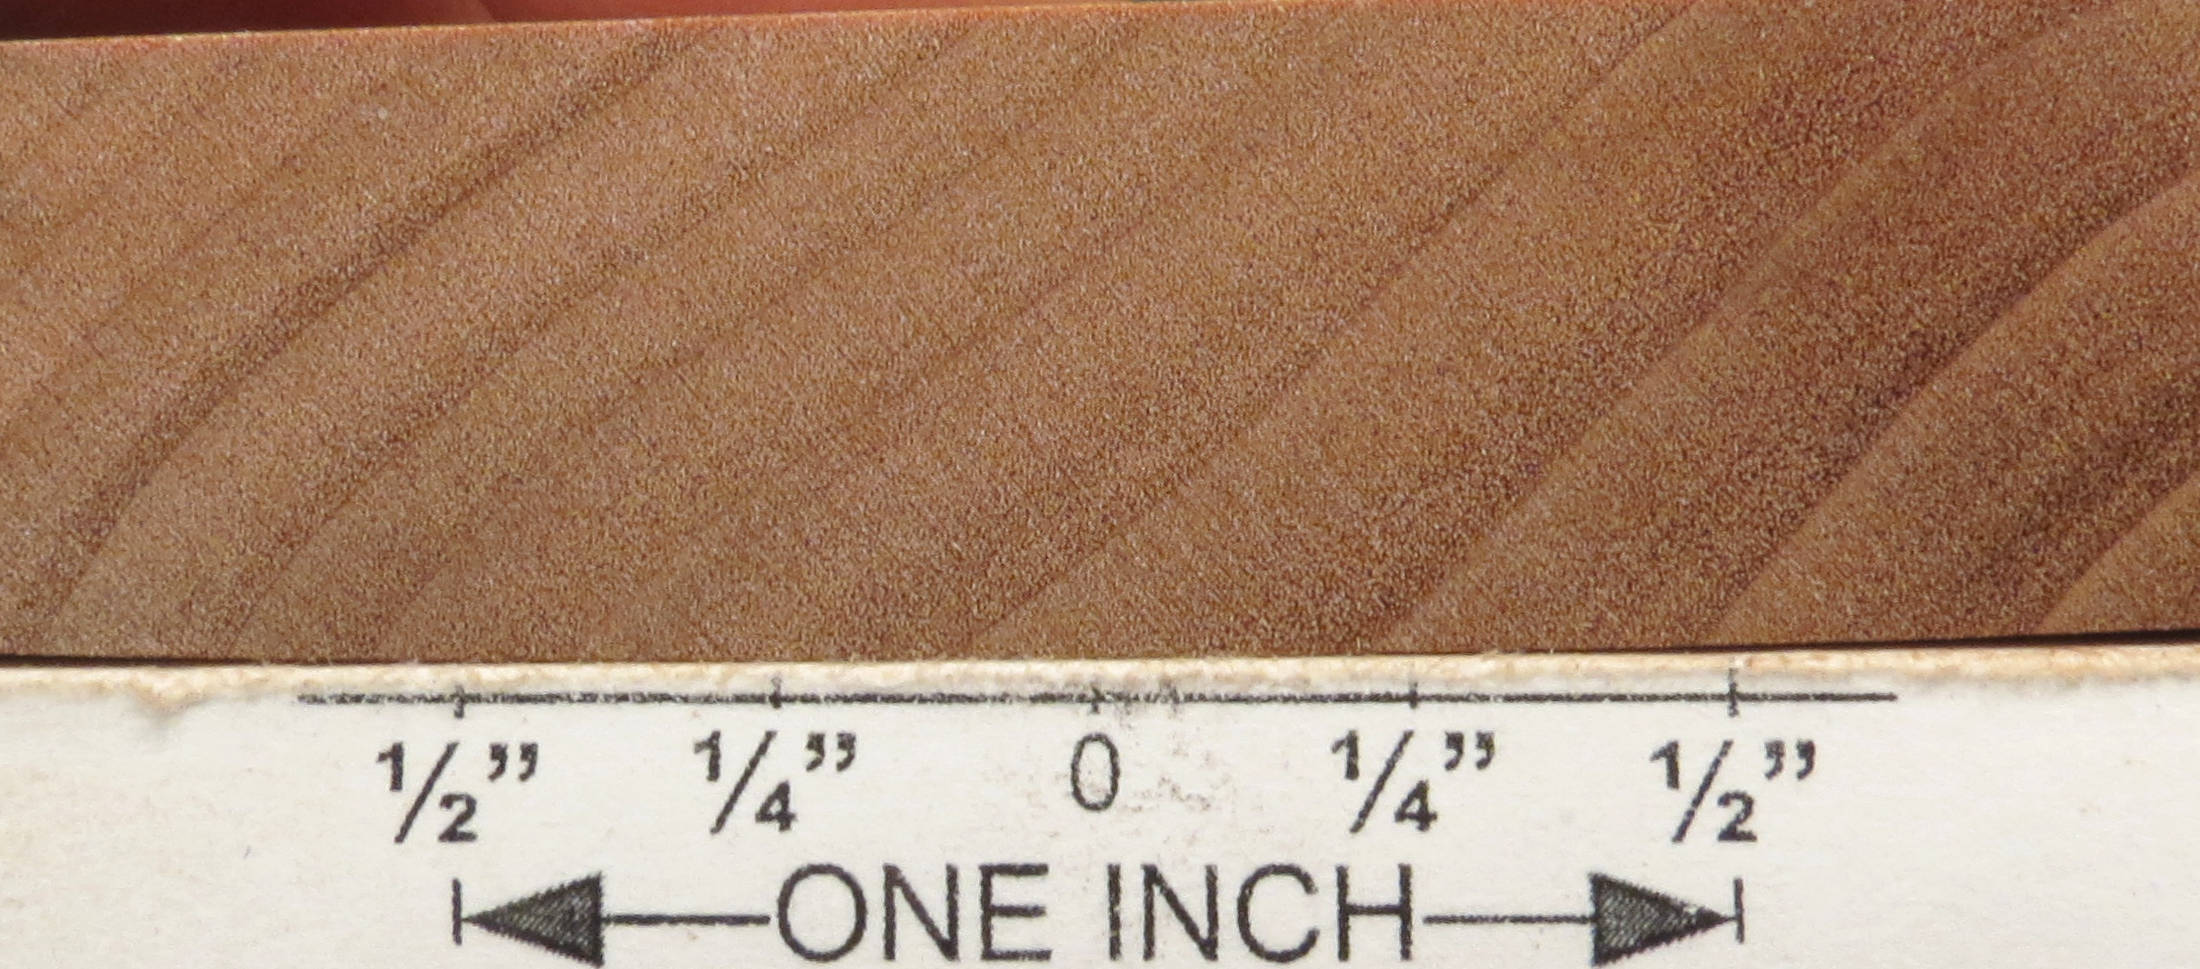 ½” ¼” 0 ¼” ½”
ONE INCH